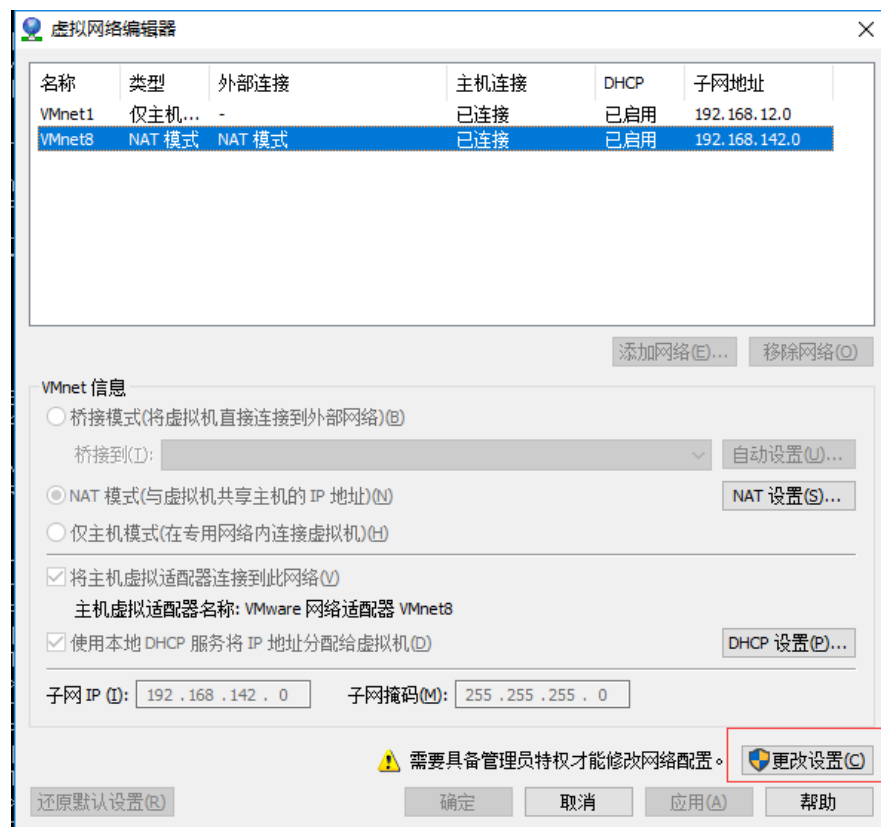 虚拟网络编辑器
名称 类型 外部连接 主机连接 DHCP 子网地址
VMnet1 仅主机... - 已连接 已启用 192.168.12.0
VMnet8 NAT 模式 NAT 模式 已连接 已启用 192.168.142.0
添加网络(E)... 移除网络(O)
VMnet 信息
桥接模式(将虚拟机直接连接到外部网络)(B)
桥接到(T): 自动设置(U)...
NAT 模式(与虚拟机共享主机的 IP 地址)(N) NAT 设置(S)...
仅主机模式(在专用网络内连接虚拟机)(H)
将主机虚拟适配器连接到此网络(V)
主机虚拟适配器名称: VMware 网络适配器 VMnet8
使用本地 DHCP 服务将 IP 地址分配给虚拟机(D) DHCP 设置(P)...
子网 IP (I): 192 . 168 . 142 . 0 子网掩码(M): 255 . 255 . 255 . 0
需要具备管理员特权才能修改网络配置。 更改设置(C)
还原默认设置(R) 确定 取消 应用(A) 帮助